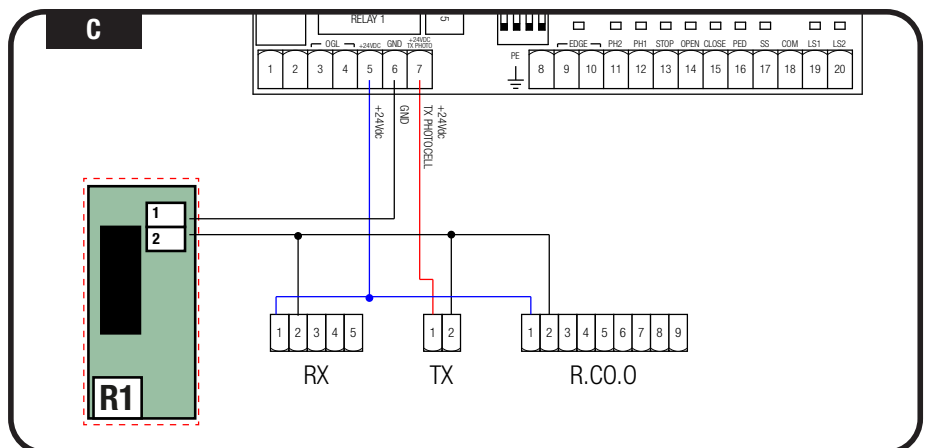 C
RELAY 1
5
OGL +24VDC GND +24VDC TX PHOTO
1 2 3 4 5 6 7
PE
EDGE PH2 PH1 STOP OPEN CLOSE PED SS COM LS1 LS2
8 9 10 11 12 13 14 15 16 17 18 19 20
+24Vdc
GND
+24Vdc
TX PHOTOCELL
1
2
R1
1 2 3 4 5
RX
1 2
TX
1 2 3 4 5 6 7 8 9
R.CO.O